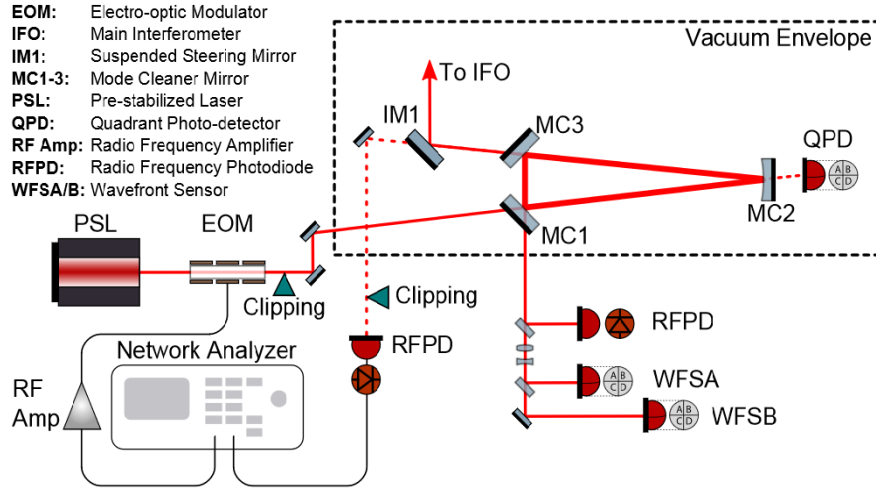 EOM: Electro-optic Modulator
IFO: Main Interferometer
IM1: Suspended Steering Mirror
MC1-3: Mode Cleaner Mirror
PSL: Pre-stabilized Laser
QPD: Quadrant Photo-detector
RF Amp: Radio Frequency Amplifier
RFPD: Radio Frequency Photodiode
WFSA/B: Wavefront Sensor
Vacuum Envelope
To IFO
IM1
MC3
QPD
A B
C D
MC2
MC1
PSL
EOM
Clipping
Clipping
RFPD
RFPD
Network Analyzer
WFSA
A B
C D
RF
Amp
WFSB
A B
C D